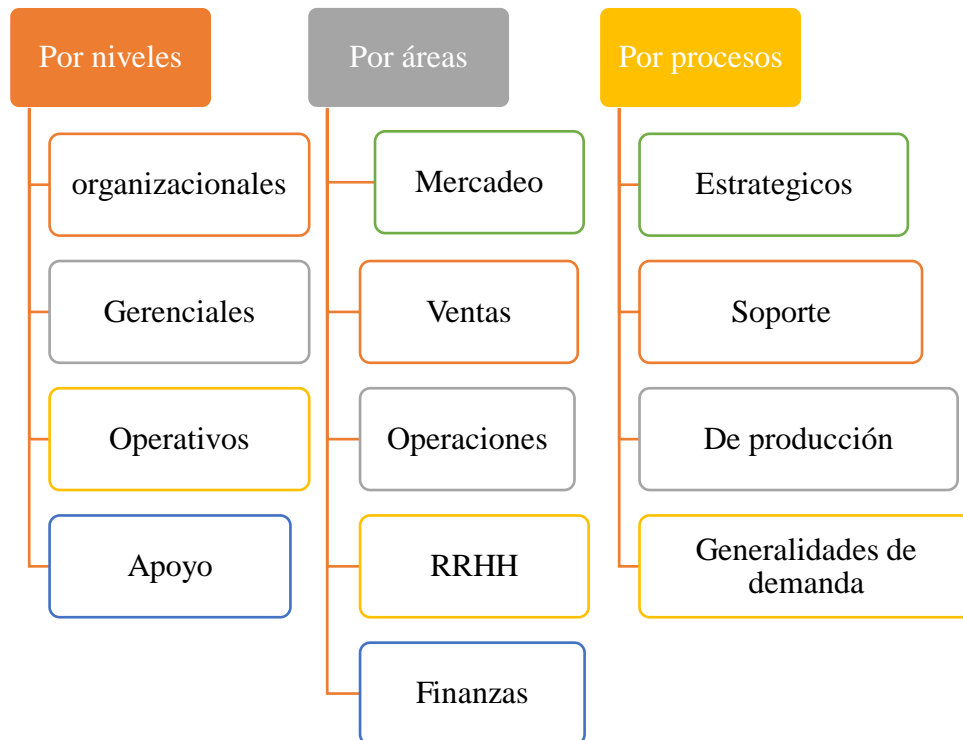 Por niveles
organizacionales
Gerenciales
Operativos
Apoyo
Por áreas
Mercadeo
Ventas
Operaciones
RRHH
Finanzas
Por procesos
Estrategicos
Soporte
De producción
Generalidades de
demanda